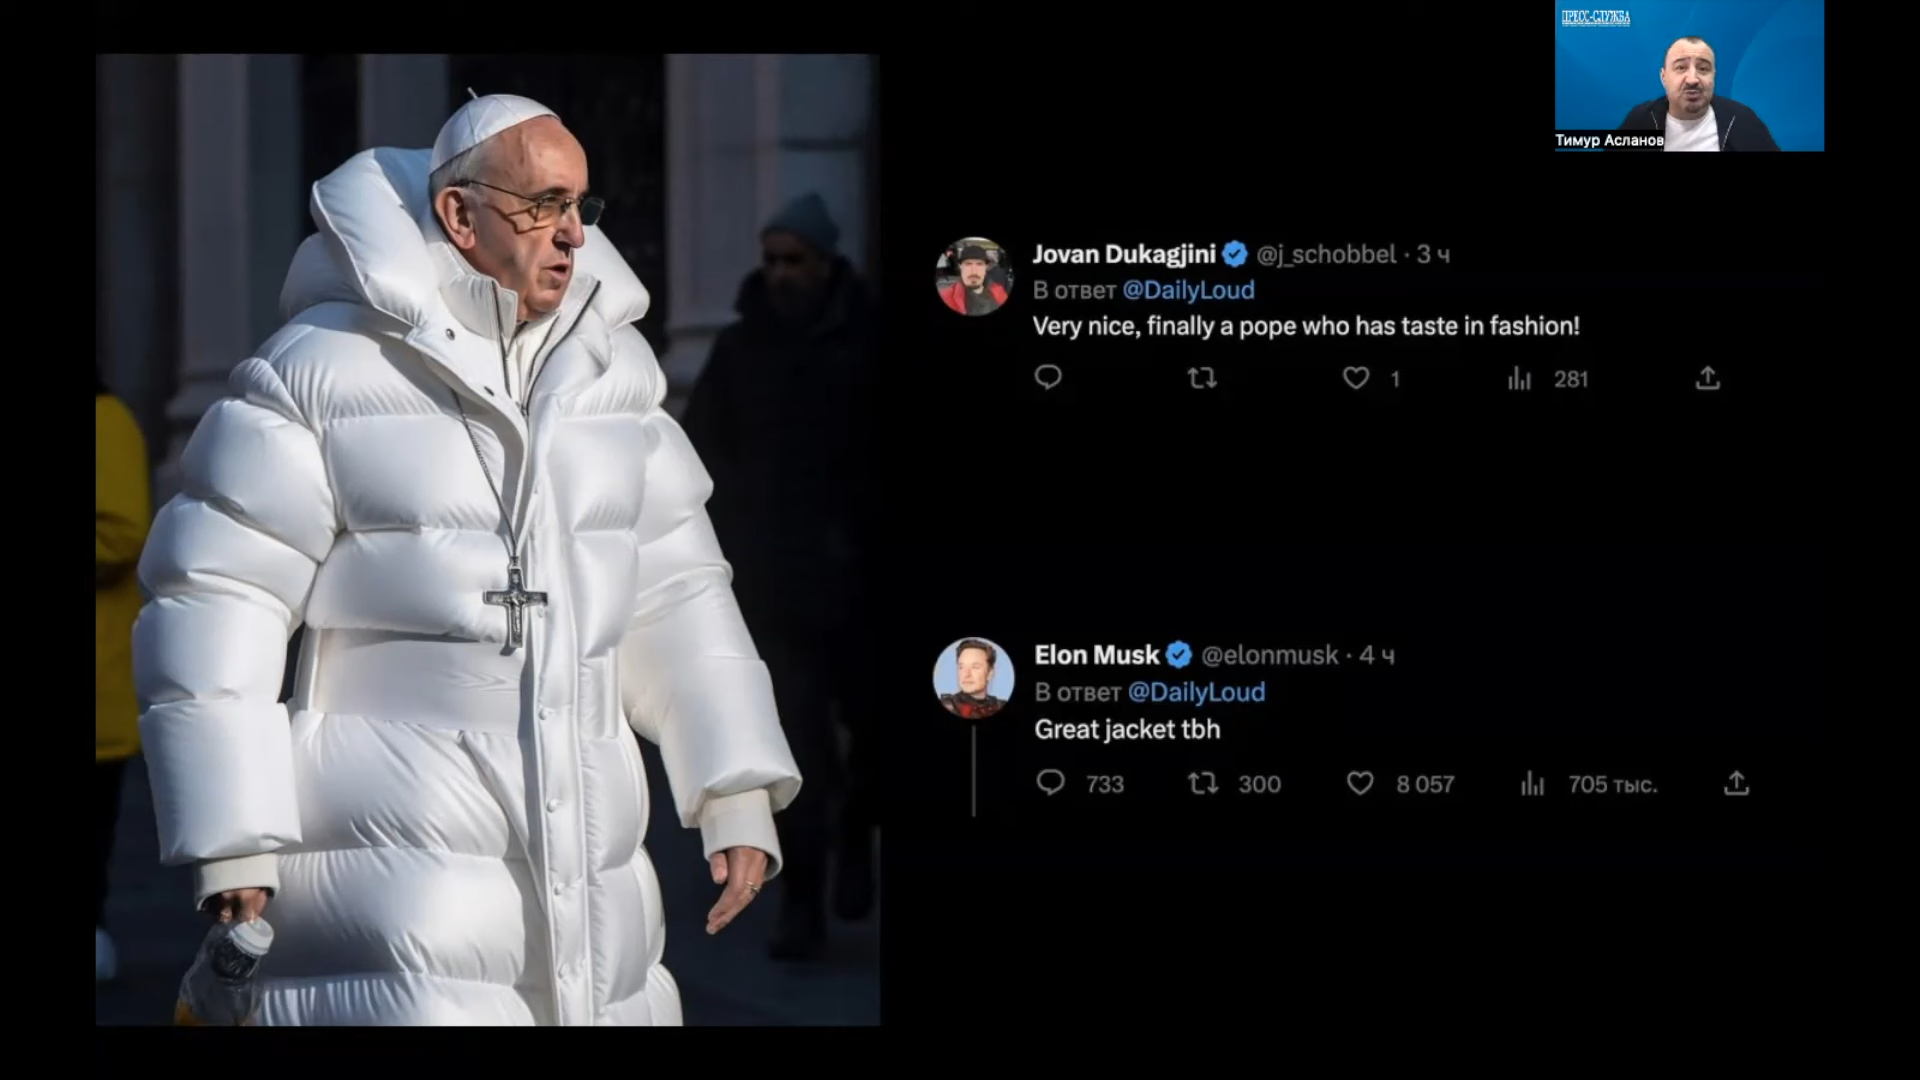 ПРЕСС-СЛУЖБА
Тимур Асланов
Jovan Dukagjini @j_schobbel · 3 ч
В ответ @DailyLoud
Very nice, finally a pope who has taste in fashion!
1 281
Elon Musk @elonmusk · 4 ч
В ответ @DailyLoud
Great jacket tbh
733 300 8 057 705 тыс.